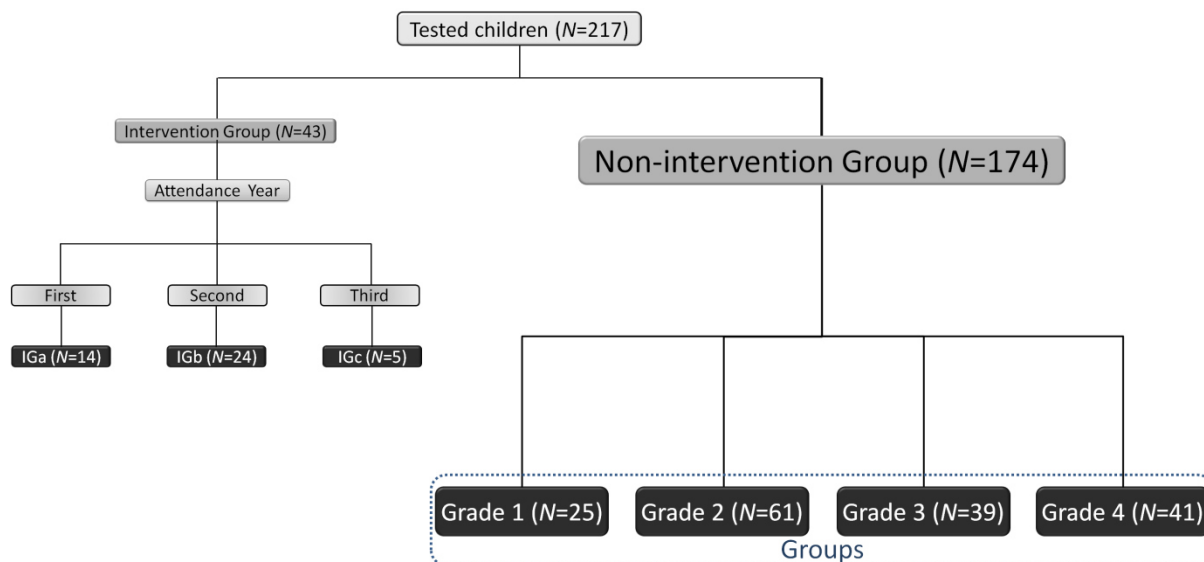 Tested children (N=217)
Intervention Group (N=43)
Non-intervention Group (N=174)
Attendance Year
First
Second
Third
IGa (N=14)
IGb (N=24)
IGc (N=5)
Grade 1 (N=25)
Grade 2 (N=61)
Grade 3 (N=39)
Grade 4 (N=41)
Groups